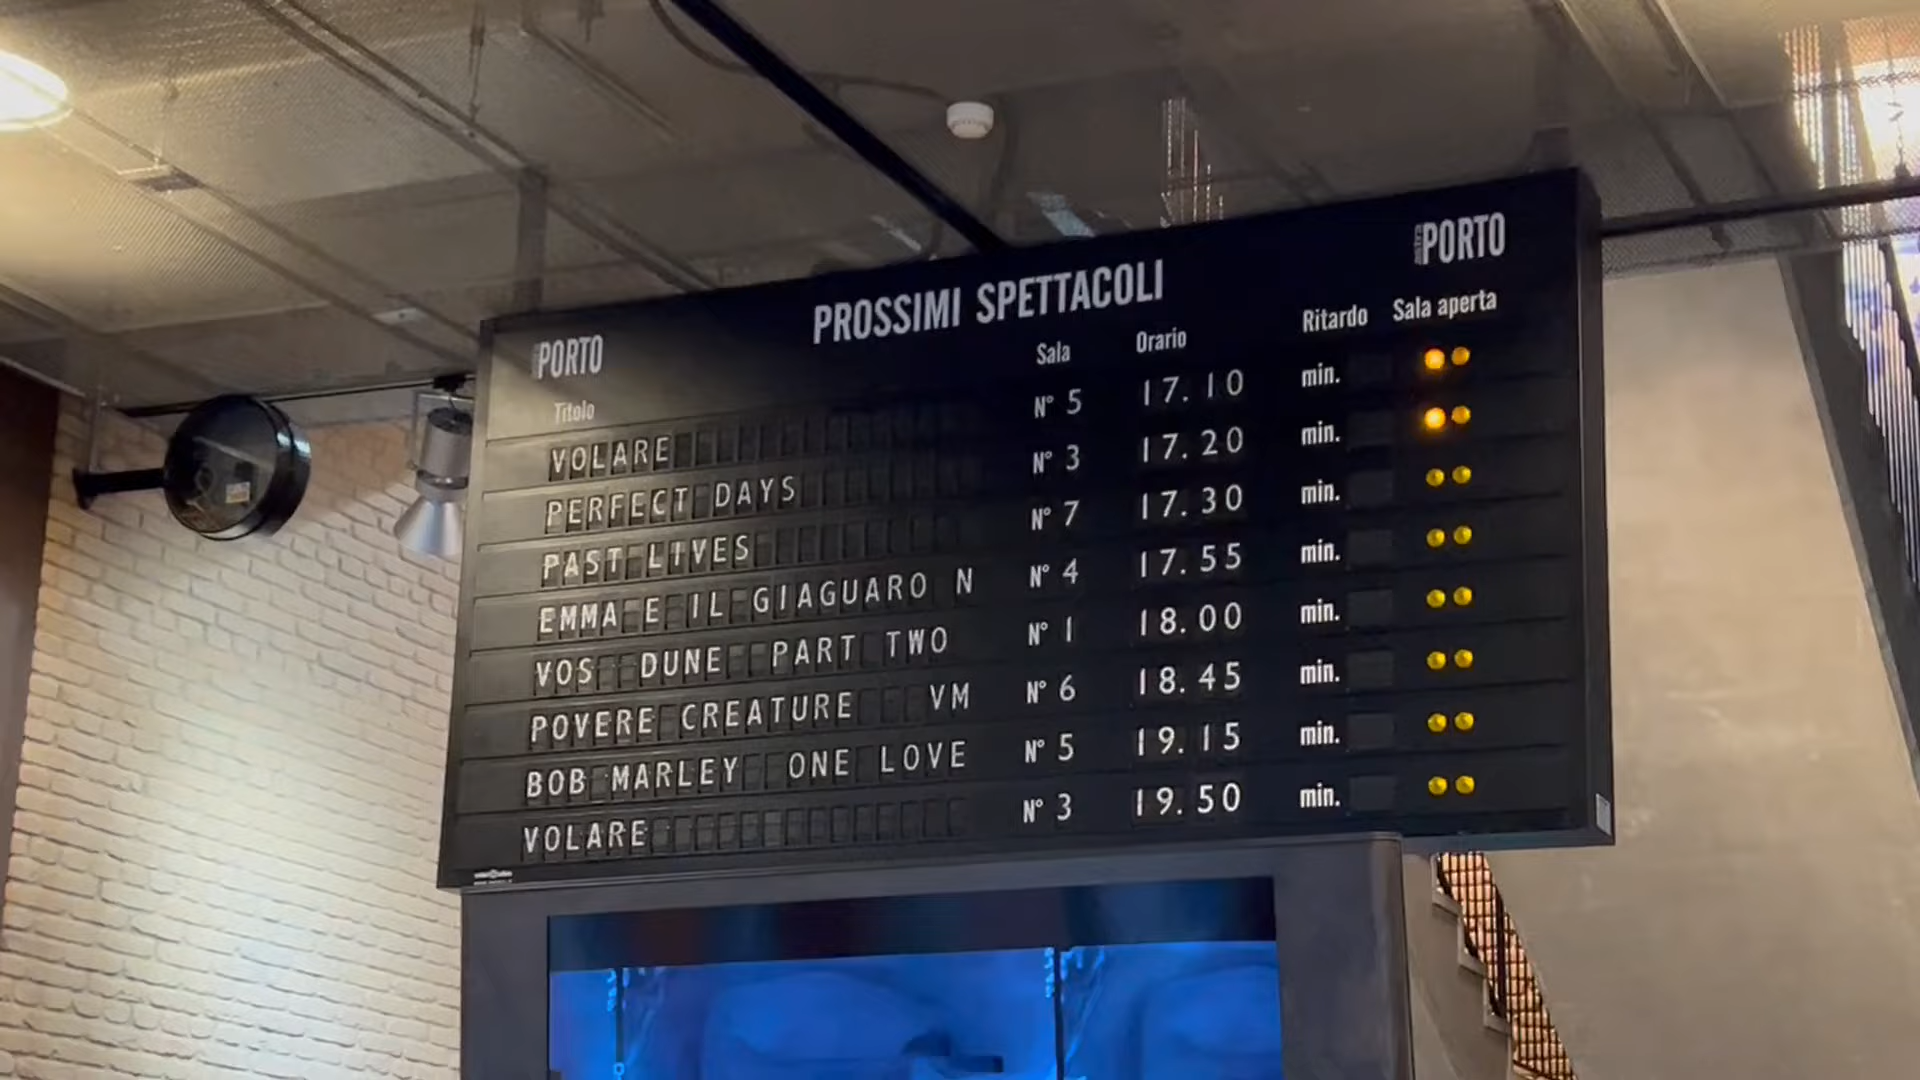 PORTO
PROSSIMI SPETTACOLI
PORTO
Titolo Sala Orario Ritardo Sala aperta
VOLARE N° 5 17.10 min.
PERFECT DAYS N° 3 17.20 min.
PAST LIVES N° 7 17.30 min.
EMMA E IL GIAGUARO N N° 4 17.55 min.
VOS DUNE PART TWO N° 1 18.00 min.
POVERE CREATURE VM N° 6 18.45 min.
BOB MARLEY ONE LOVE N° 5 19.15 min.
VOLARE N° 3 19.50 min.